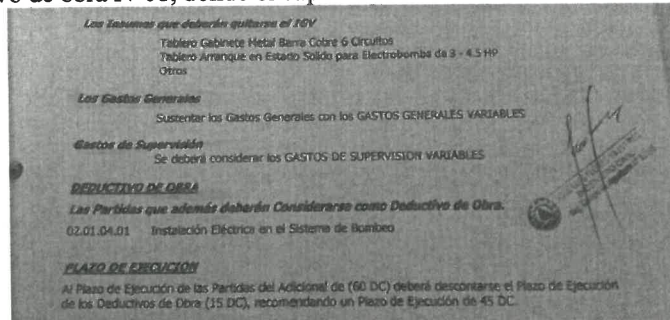 Los Insumos que deberán quitarse el IGV
Tablero Gabinete Metal Barra Cobre 6 Circuitos
Tablero Arranque en Estado Solido para Electrobomba de 3 - 4.5 HP
Otros
Los Gastos Generales
Sustentar los Gastos Generales con los GASTOS GENERALES VARIABLES
Gastos de Supervisión
Se deberá considerar los GASTOS DE SUPERVISION VARIABLES
DEDUCTIVO DE OBRA
Las Partidas que además deberán Considerarse como Deductivo de Obra.
02.01.04.01 Instalación Eléctrica en el Sistema de Bombeo
PLAZO DE EJECUCIÓN
Al Plazo de Ejecución de las Partidas del Adicional de (60 DC) deberá descontarse el Plazo de Ejecución
de los Deductivos de Obra (15 DC), recomendando un Plazo de Ejecución de 45 DC.